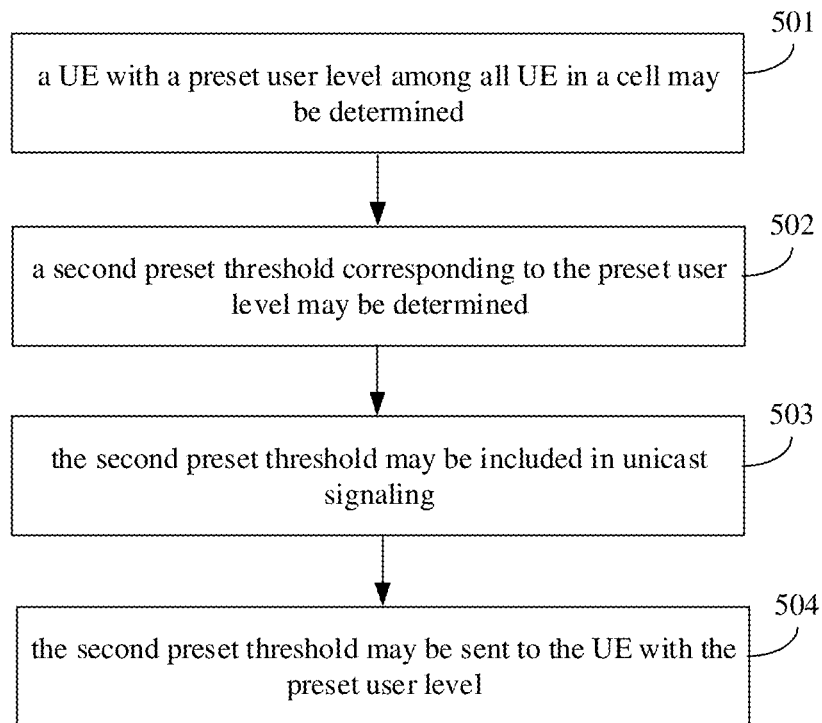 501
a UE with a preset user level among all UE in a cell may
be determined
502
a second preset threshold corresponding to the preset user
level may be determined
503
the second preset threshold may be included in unicast
signaling
504
the second preset threshold may be sent to the UE with the
preset user level